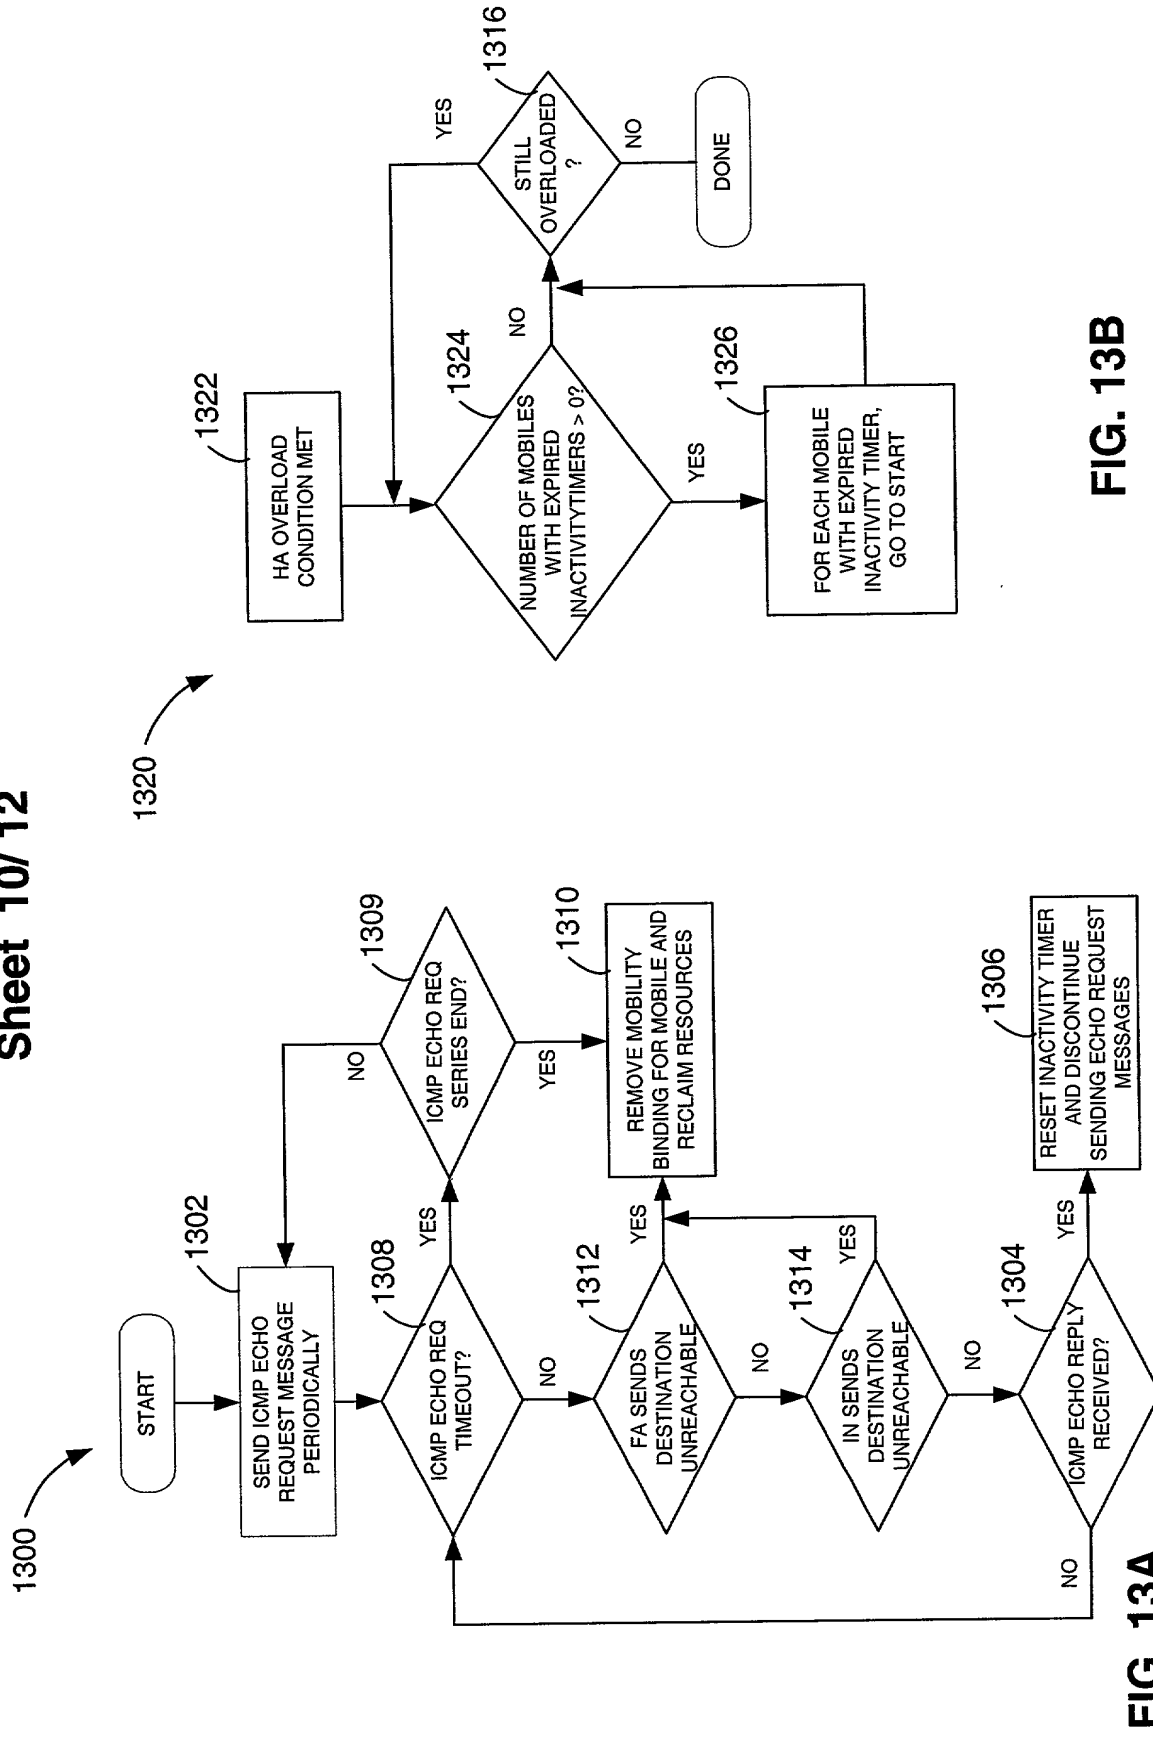 Sheet 10/ 12
1300
START
1302
SEND ICMP ECHO
REQUEST MESSAGE
PERIODICALLY
1308
ICMP ECHO REQ
TIMEOUT?
YES
NO
1309
ICMP ECHO REQ
SERIES END?
NO
YES
1310
REMOVE MOBILITY
BINDING FOR MOBILE AND
RECLAIM RESOURCES
1312
FA SENDS
DESTINATION
UNREACHABLE
YES
NO
1314
IN SENDS
DESTINATION
UNREACHABLE
YES
NO
1304
ICMP ECHO REPLY
RECEIVED?
YES
NO
1306
RESET INACTIVITY TIMER
AND DISCONTINUE
SENDING ECHO REQUEST
MESSAGES
FIG. 13A
1320
1322
HA OVERLOAD
CONDITION MET
1324
NUMBER OF MOBILES
WITH EXPIRED
INACTIVITYTIMERS > 0?
NO
YES
1316
STILL
OVERLOADED
?
YES
NO
DONE
1326
FOR EACH MOBILE
WITH EXPIRED
INACTIVITY TIMER,
GO TO START
FIG. 13B